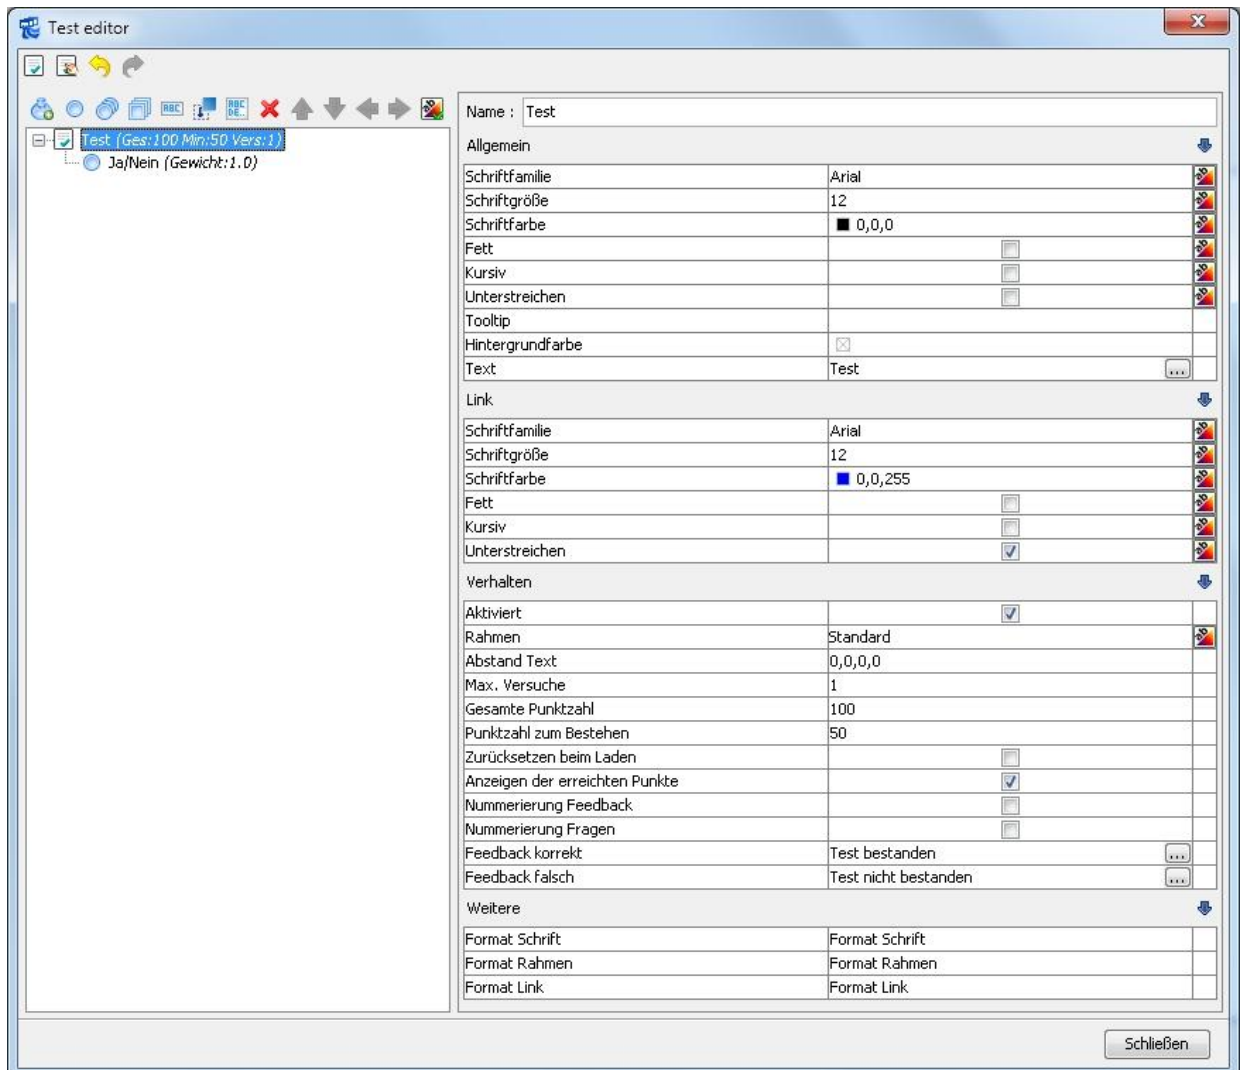 Test editor
Name : Test
Test (Ges:100 Min:50 Vers:1)
Ja/Nein (Gewicht:1.0)
Allgemein
Schriftfamilie Arial
Schriftgröße 12
Schriftfarbe 0,0,0
Fett
Kursiv
Unterstreichen
Tooltip
Hintergrundfarbe
Text Test ...
Link
Schriftfamilie Arial
Schriftgröße 12
Schriftfarbe 0,0,255
Fett
Kursiv
Unterstreichen
Verhalten
Aktiviert
Rahmen Standard
Abstand Text 0,0,0,0
Max. Versuche 1
Gesamte Punktzahl 100
Punktzahl zum Bestehen 50
Zurücksetzen beim Laden
Anzeigen der erreichten Punkte
Nummerierung Feedback
Nummerierung Fragen
Feedback korrekt Test bestanden ...
Feedback falsch Test nicht bestanden ...
Weitere
Format Schrift Format Schrift
Format Rahmen Format Rahmen
Format Link Format Link
Schließen